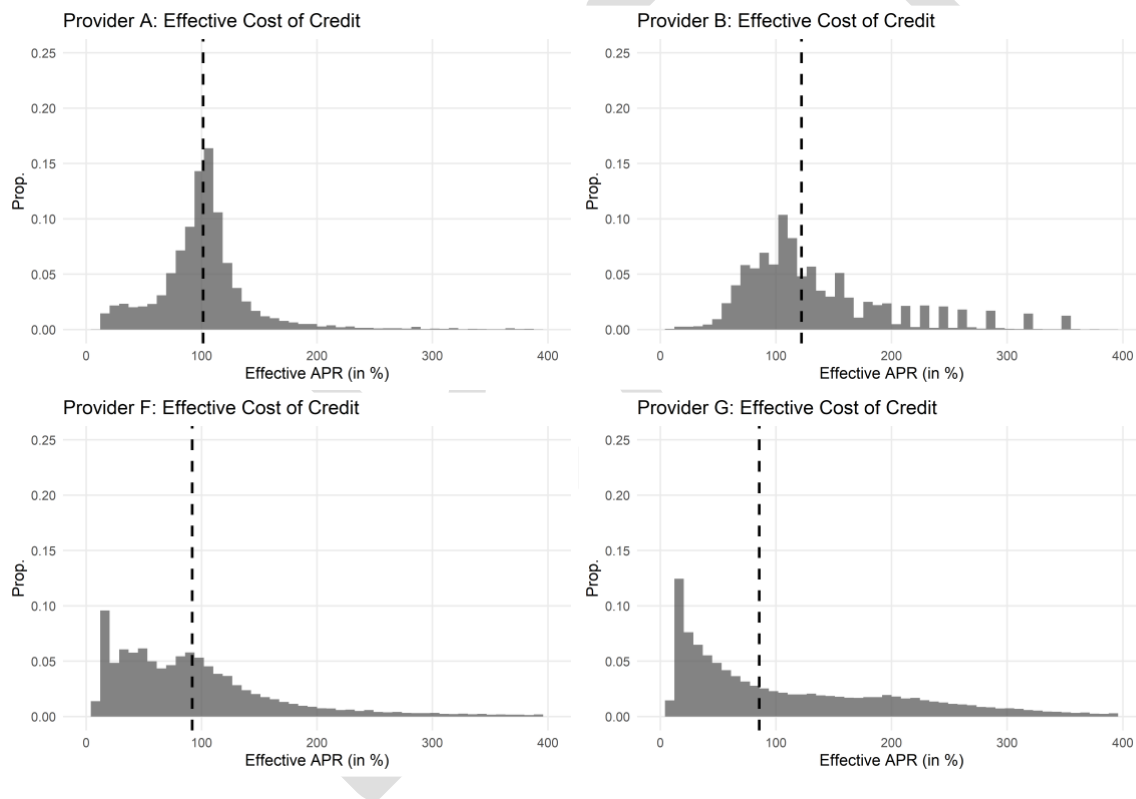 Provider A: Effective Cost of Credit
0.25
0.20
0.15
0.10
0.05
0.00
Prop.
0 100 200 300 400
Effective APR (in %)
Provider B: Effective Cost of Credit
0.25
0.20
0.15
0.10
0.05
0.00
Prop.
0 100 200 300 400
Effective APR (in %)
Provider F: Effective Cost of Credit
0.25
0.20
0.15
0.10
0.05
0.00
Prop.
0 100 200 300 400
Effective APR (in %)
Provider G: Effective Cost of Credit
0.25
0.20
0.15
0.10
0.05
0.00
Prop.
0 100 200 300 400
Effective APR (in %)